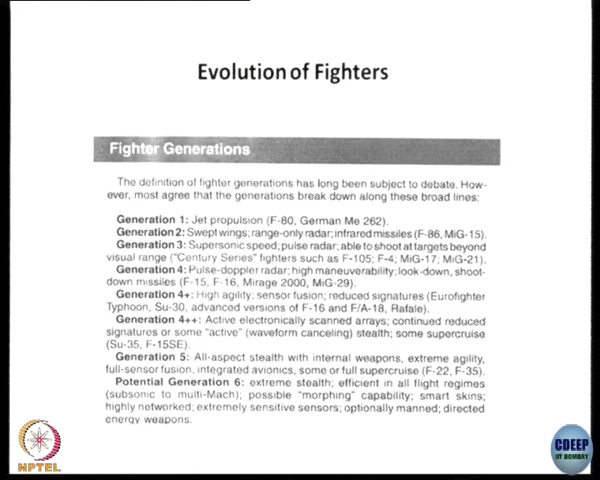 Evolution of Fighters
Fighter Generations
The definition of fighter generations has long been subject to debate. How-
ever, most agree that the generations break down along these broad lines:
Generation 1: Jet propulsion (F-80, German Me 262).
Generation 2: Swept wings; range-only radar; infrared missiles (F-86, MiG-15).
Generation 3: Supersonic speed; pulse radar; able to shoot at targets beyond
visual range ("Century Series" fighters such as F-105; F-4; MiG-17; MiG-21).
Generation 4: Pulse-doppler radar; high maneuverability; look-down, shoot-
down missiles (F-15, F-16, Mirage 2000, MiG-29).
Generation 4+: High agility; sensor fusion; reduced signatures (Eurofighter
Typhoon, Su-30, advanced versions of F-16 and F/A-18, Rafale).
Generation 4++: Active electronically scanned arrays; continued reduced
signatures or some "active" (waveform canceling) stealth; some supercruise
(Su-35, F-15SE).
Generation 5: All-aspect stealth with internal weapons, extreme agility,
full-sensor fusion, integrated avionics, some or full supercruise (F-22, F-35).
Potential Generation 6: extreme stealth; efficient in all flight regimes
(subsonic to multi-Mach); possible "morphing" capability; smart skins;
highly networked; extremely sensitive sensors; optionally manned; directed
energy weapons.
NPTEL
CDEEP
IIT BOMBAY